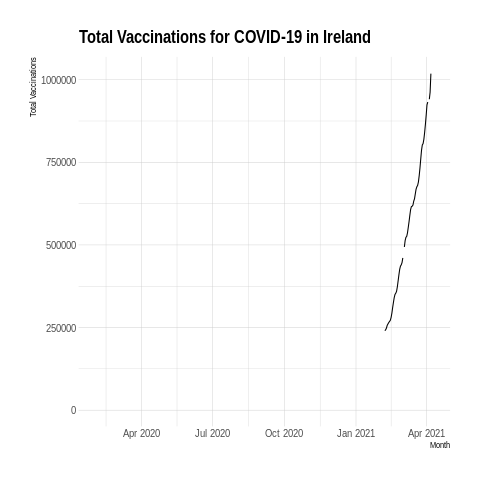 Total Vaccinations for COVID-19 in Ireland
Total Vaccinations
1000000
750000
500000
250000
0
Apr 2020 Jul 2020 Oct 2020 Jan 2021 Apr 2021
Month